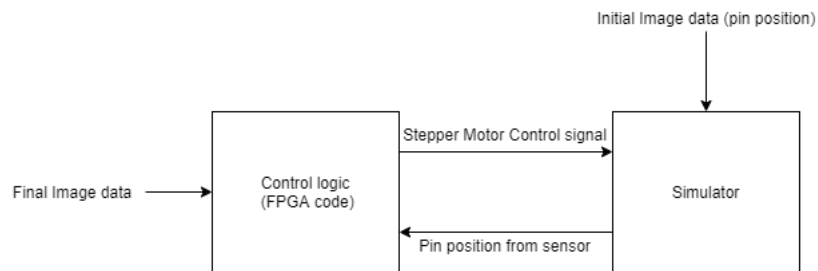 Initial Image data (pin position)
Stepper Motor Control signal
Final Image data
Control logic
(FPGA code)
Simulator
Pin position from sensor